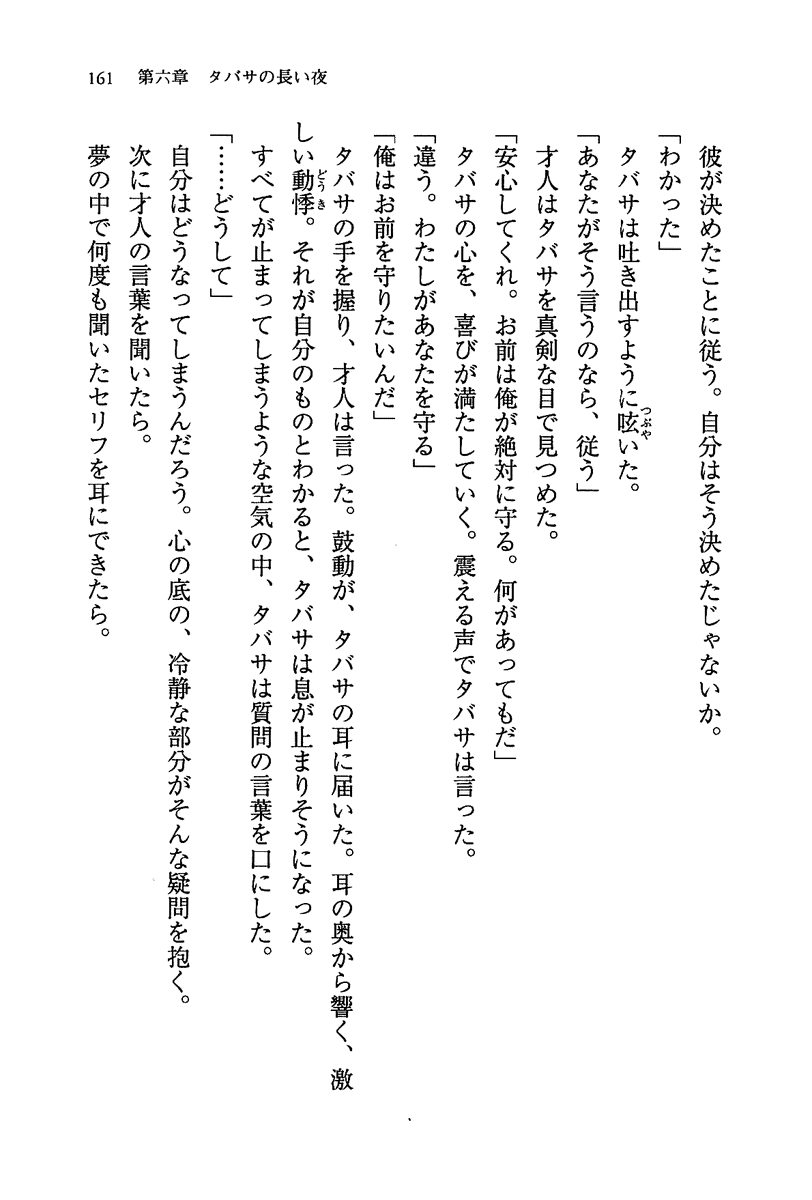 161 第六章 タバサの長い夜
彼が決めたことに従う。自分はそう決めたじゃないか。
「わかった」
タバサは吐き出すように呟いた。
「あなたがそう言うのなら、従う」
才人はタバサを真剣な目で見つめた。
「安心してくれ。お前は俺が絶対に守る。何があってもだ」
タバサの心を、喜びが満たしていく。震える声でタバサは言った。
「違う。わたしがあなたを守る」
「俺はお前を守りたいんだ」
タバサの手を握り、才人は言った。鼓動が、タバサの耳に届いた。耳の奥から響く、激
しい動悸。それが自分のものとわかると、タバサは息が止まりそうになった。
すべてが止まってしまうような空気の中、タバサは質問の言葉を口にした。
「……どうして」
自分はどうなってしまうんだろう。心の底の、冷静な部分がそんな疑問を抱く。
次に才人の言葉を聞いたら。
夢の中で何度も聞いたセリフを耳にできたら。